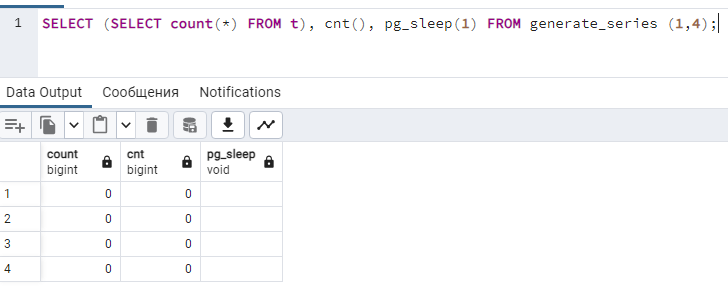 1 SELECT (SELECT count(*) FROM t), cnt(), pg_sleep(1) FROM generate_series (1,4);
Data Output Сообщения Notifications
count cnt pg_sleep
bigint bigint void
1 0 0
2 0 0
3 0 0
4 0 0